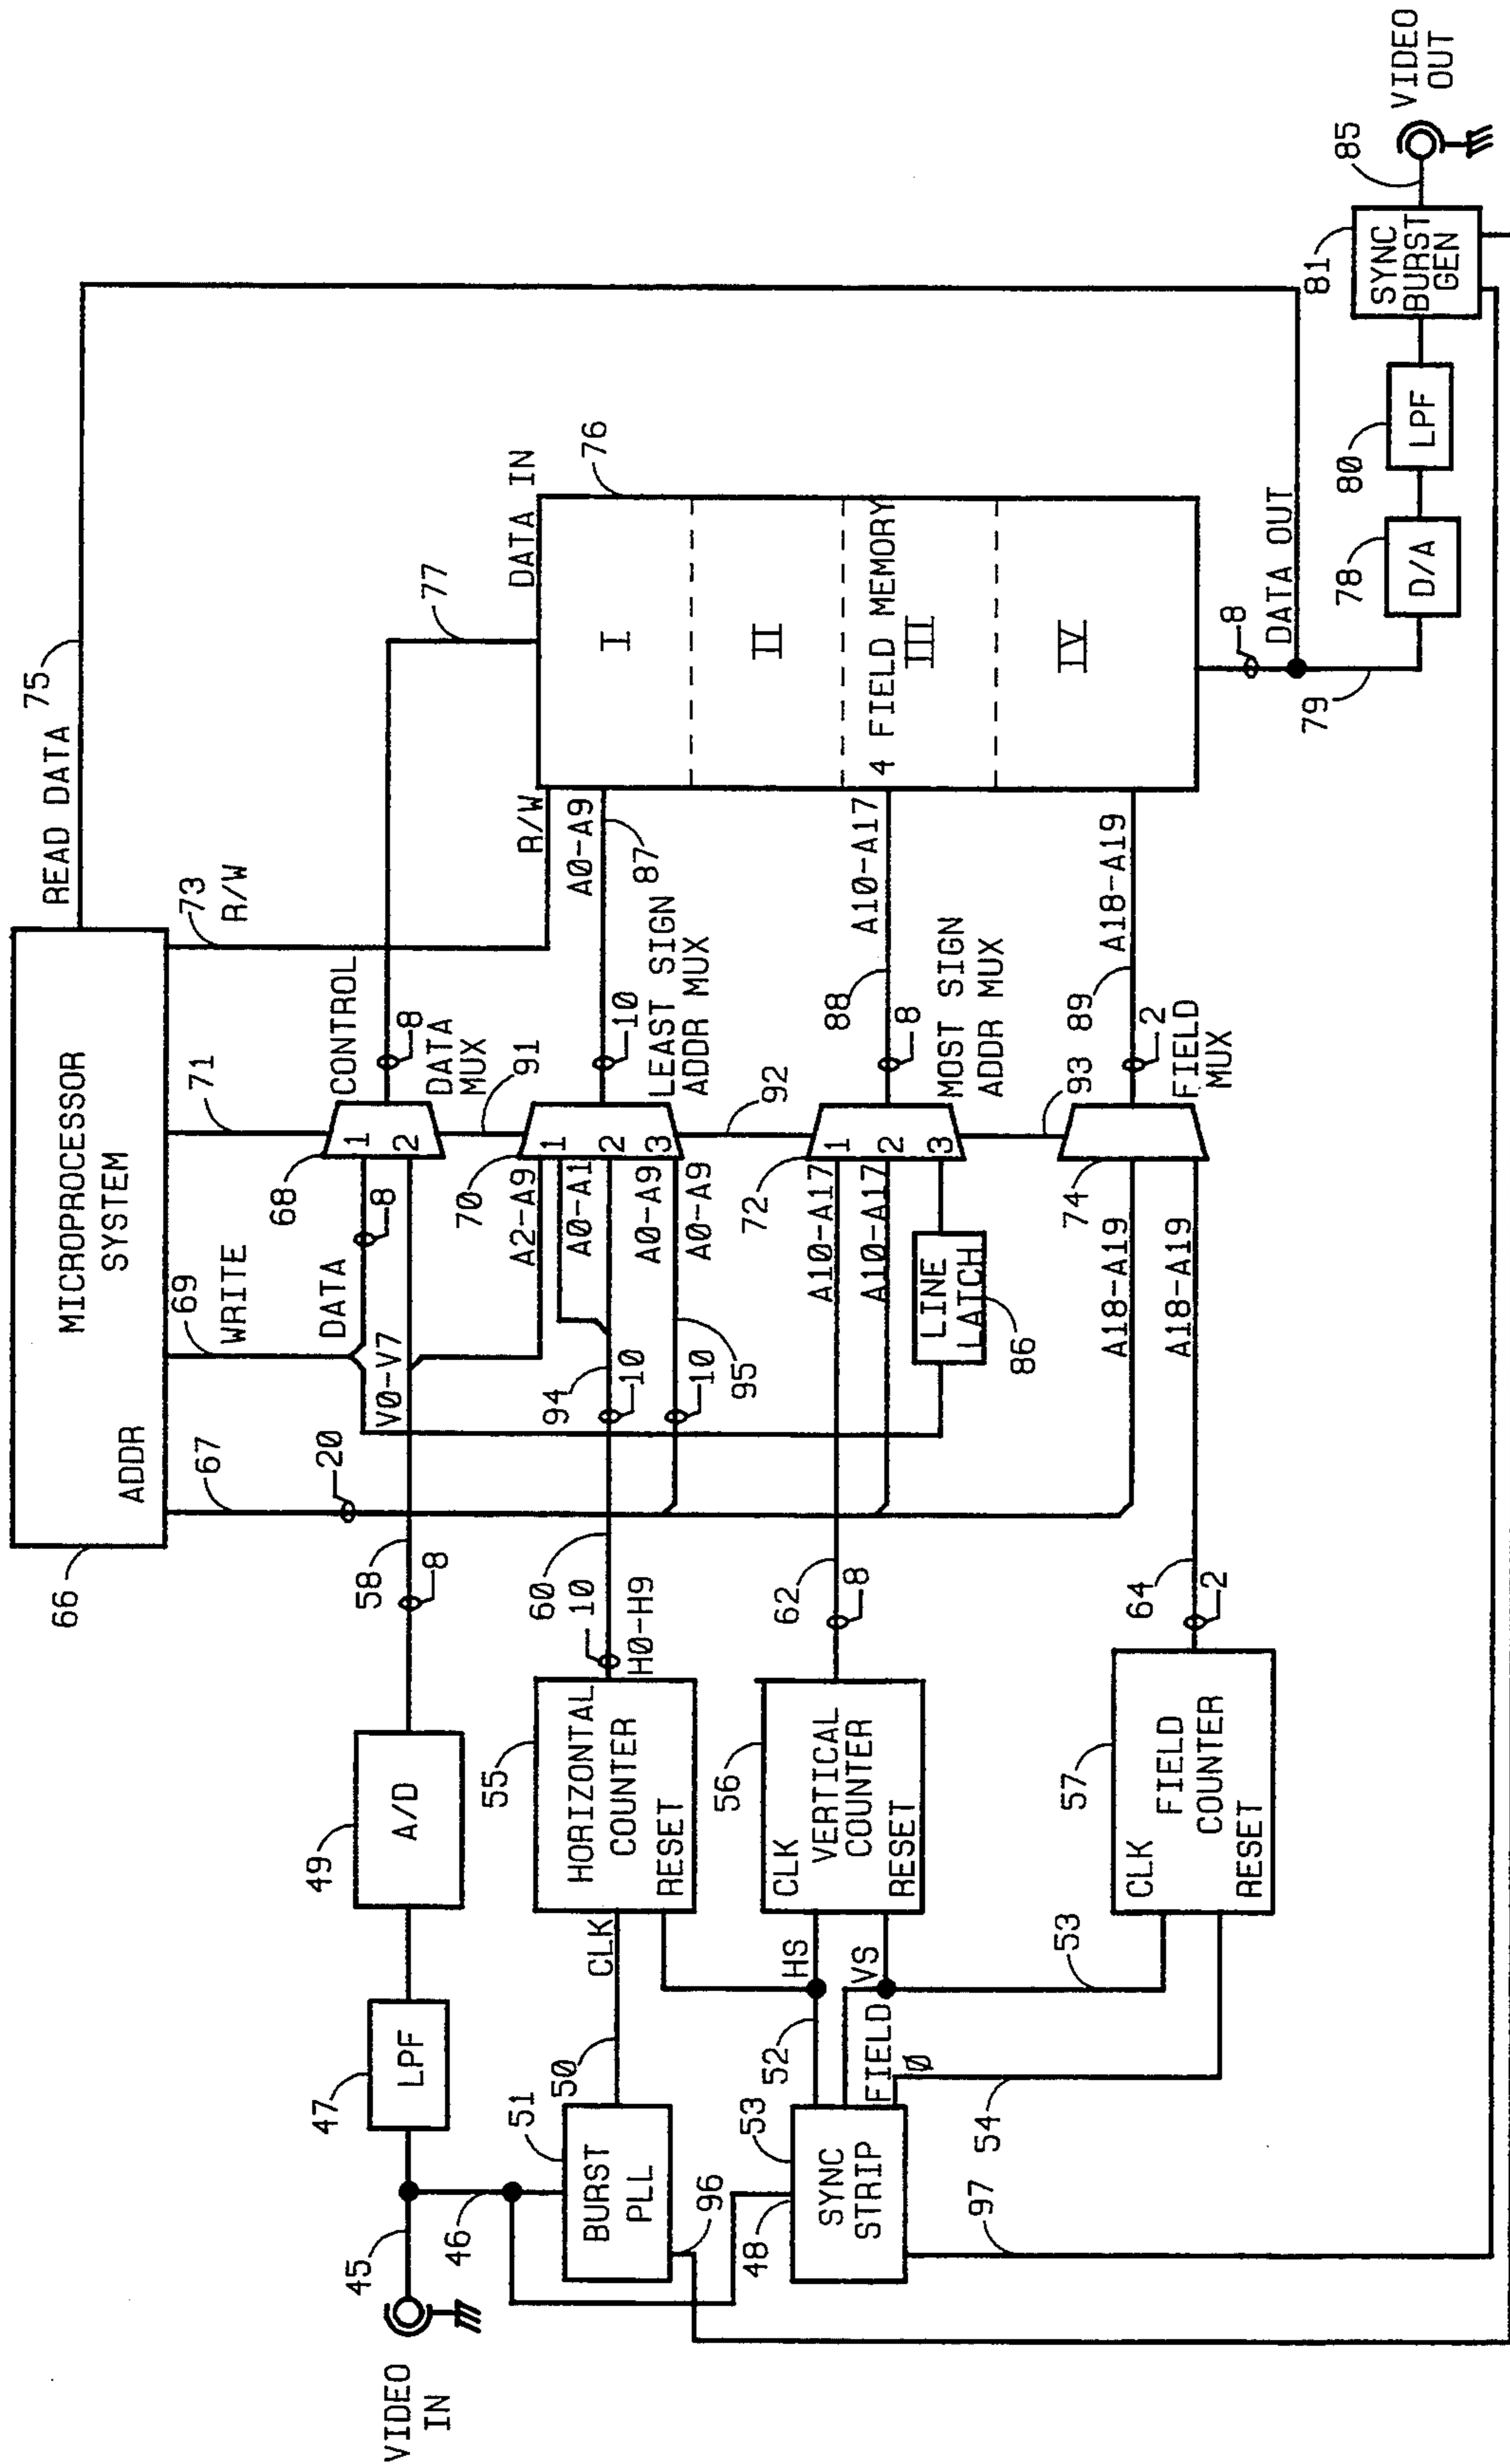 MICROPROCESSOR
SYSTEM
ADDR
66
67
20
69
WRITE
71
CONTROL
73
R/W
READ DATA
75
VIDEO
IN
45
46
47
LPF
49
A/D
58
8
V0-V7
DATA
8
68
1
2
8
DATA
MUX
77
DATA IN
76
BURST
PLL
51
50
96
CLK
HORIZONTAL
COUNTER
RESET
55
60
10
H0-H9
94
10
95
10
A2-A9
A0-A1
A0-A9
A0-A9
70
1
2
3
91
10
LEAST SIGN
ADDR MUX
R/W
A0-A9
87
I
II
4 FIELD MEMORY
III
IV
SYNC
STRIP
48
53
52
HS
VS
FIELD
Ø
54
53
97
CLK
VERTICAL
COUNTER
RESET
56
62
8
A10-A17
A10-A17
LINE
LATCH
86
72
1
2
3
92
8
88
MOST SIGN
ADDR MUX
A10-A17
CLK
FIELD
COUNTER
RESET
57
64
2
A18-A19
A18-A19
74
93
2
FIELD
MUX
89
A18-A19
8
DATA OUT
79
78
D/A
80
LPF
81
SYNC
BURST
GEN
85
VIDEO
OUT